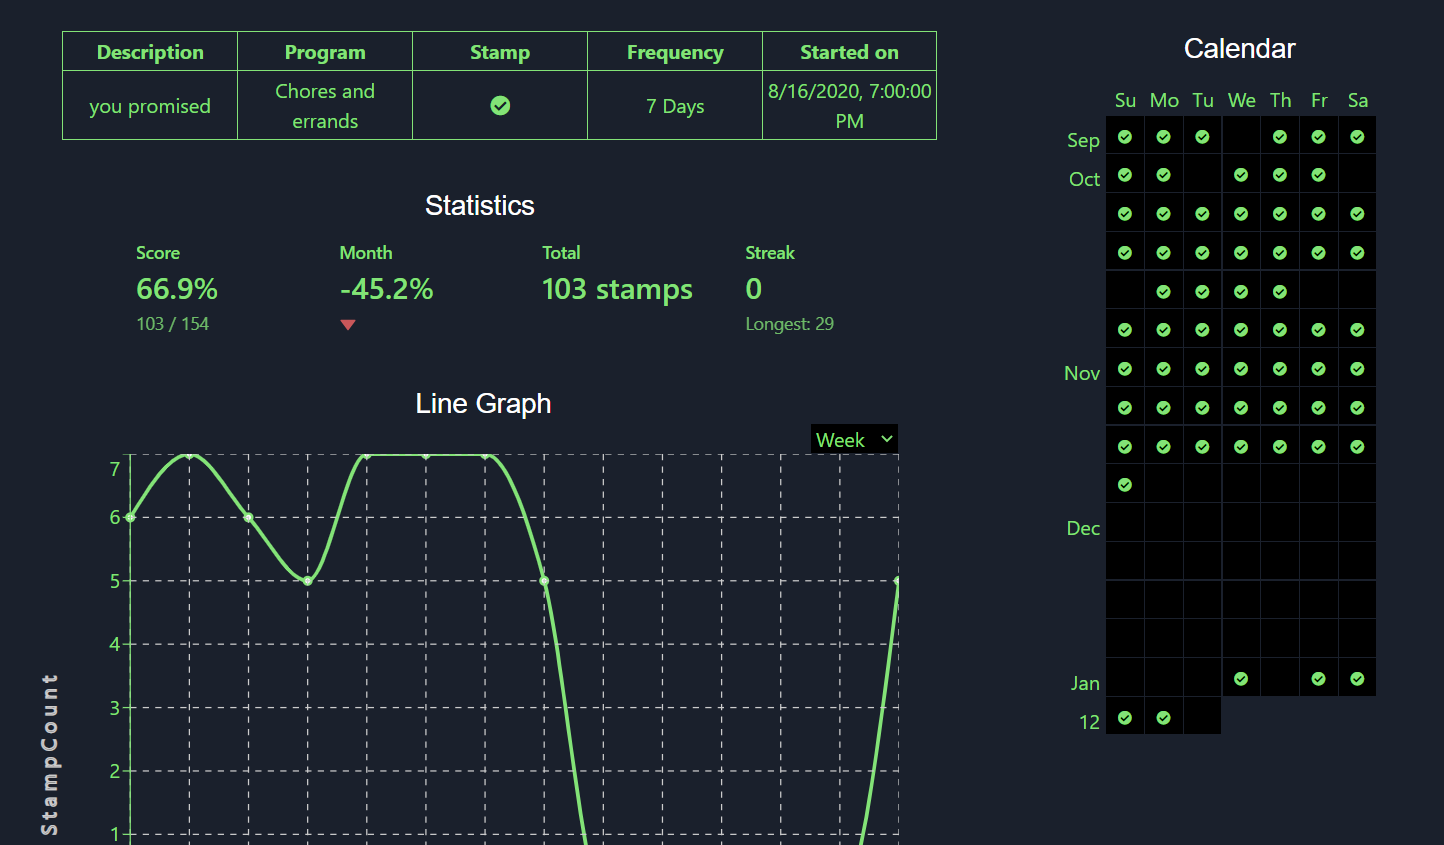 Description Program Stamp Frequency Started on
you promised Chores and errands 7 Days 8/16/2020, 7:00:00 PM
Statistics
Score Month Total Streak
66.9% -45.2% 103 stamps 0
103 / 154 Longest: 29
Line Graph
Week
7
6
5
4
3
2
1
StampCount
Calendar
Su Mo Tu We Th Fr Sa
Sep
Oct
Nov
Dec
Jan
12